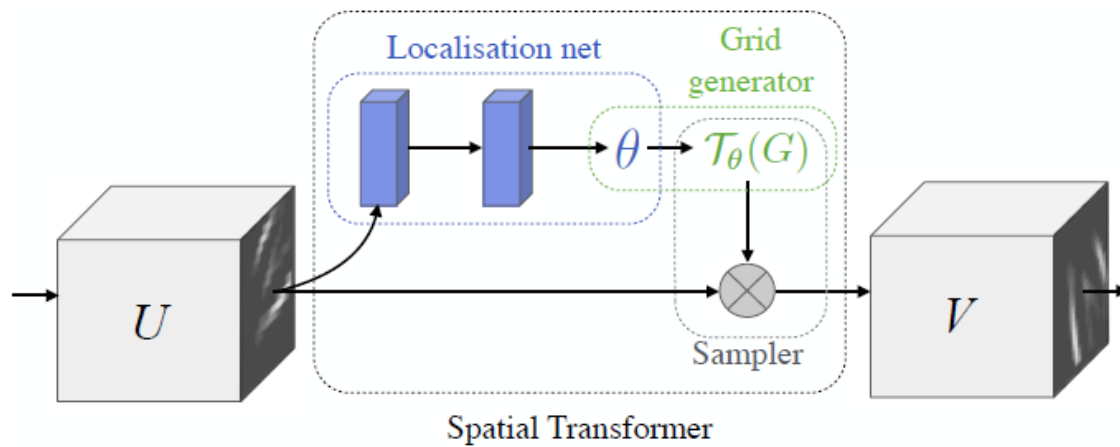 Localisation net
Grid
generator
θ
𝒯θ(G)
U
V
Sampler
Spatial Transformer